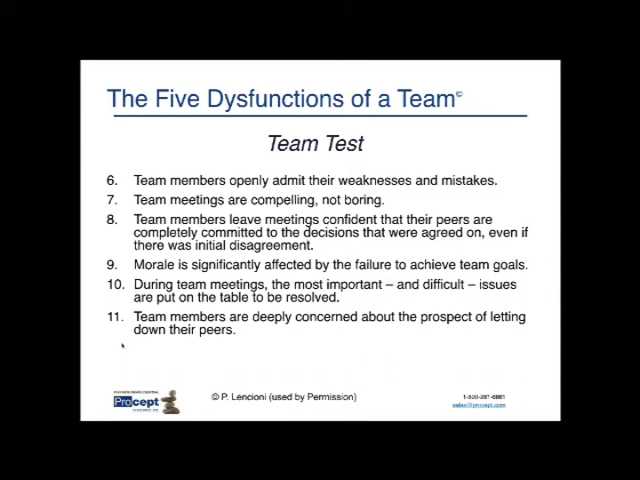 The Five Dysfunctions of a Team©
Team Test
6. Team members openly admit their weaknesses and mistakes.
7. Team meetings are compelling, not boring.
8. Team members leave meetings confident that their peers are
completely committed to the decisions that were agreed on, even if
there was initial disagreement.
9. Morale is significantly affected by the failure to achieve team goals.
10. During team meetings, the most important – and difficult – issues
are put on the table to be resolved.
11. Team members are deeply concerned about the prospect of letting
down their peers.
Procept
© P. Lencioni (used by Permission)
sales@procept.com